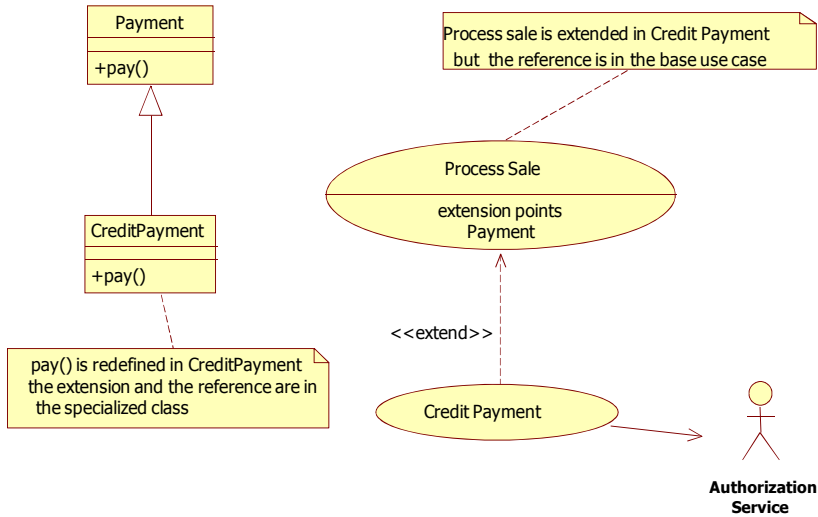 Payment
+pay()
CreditPayment
+pay()
pay() is redefined in CreditPayment
the extension and the reference are in
the specialized class
Process sale is extended in Credit Payment
but the reference is in the base use case
Process Sale
extension points
Payment
<<extend>>
Credit Payment
Authorization
Service